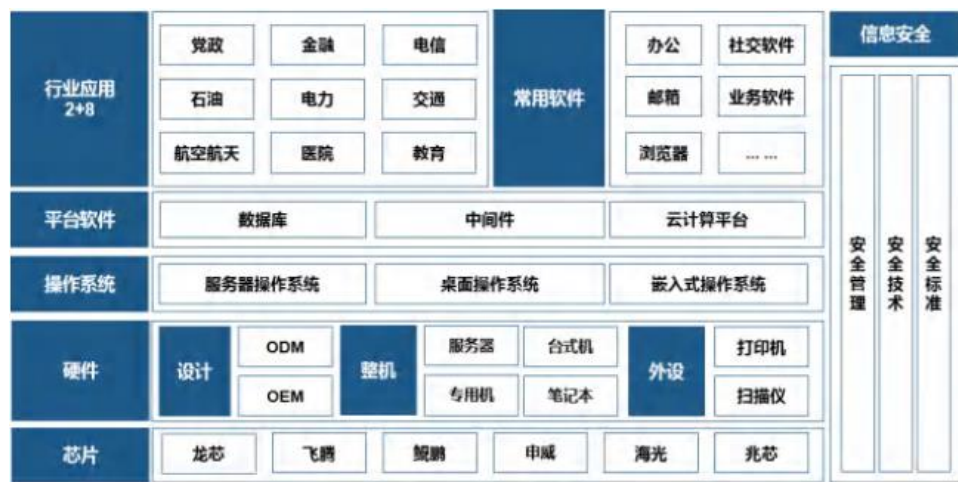 行业应用
2+8
党政 金融 电信
石油 电力 交通
航空航天 医院 教育
常用软件
办公 社交软件
邮箱 业务软件
浏览器 ... ...
平台软件
数据库 中间件 云计算平台
操作系统
服务器操作系统 桌面操作系统 嵌入式操作系统
硬件
设计
ODM
OEM
整机
服务器 台式机
专用机 笔记本
外设
打印机
扫描仪
芯片
龙芯 飞腾 鲲鹏 申威 海光 兆芯
信息安全
安全管理
安全技术
安全标准